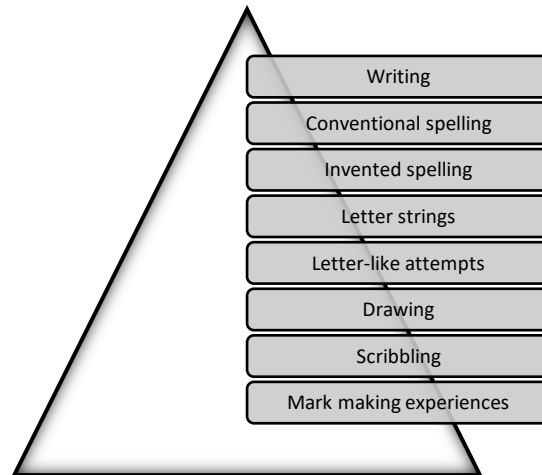 Writing
Conventional spelling
Invented spelling
Letter strings
Letter-like attempts
Drawing
Scribbling
Mark making experiences